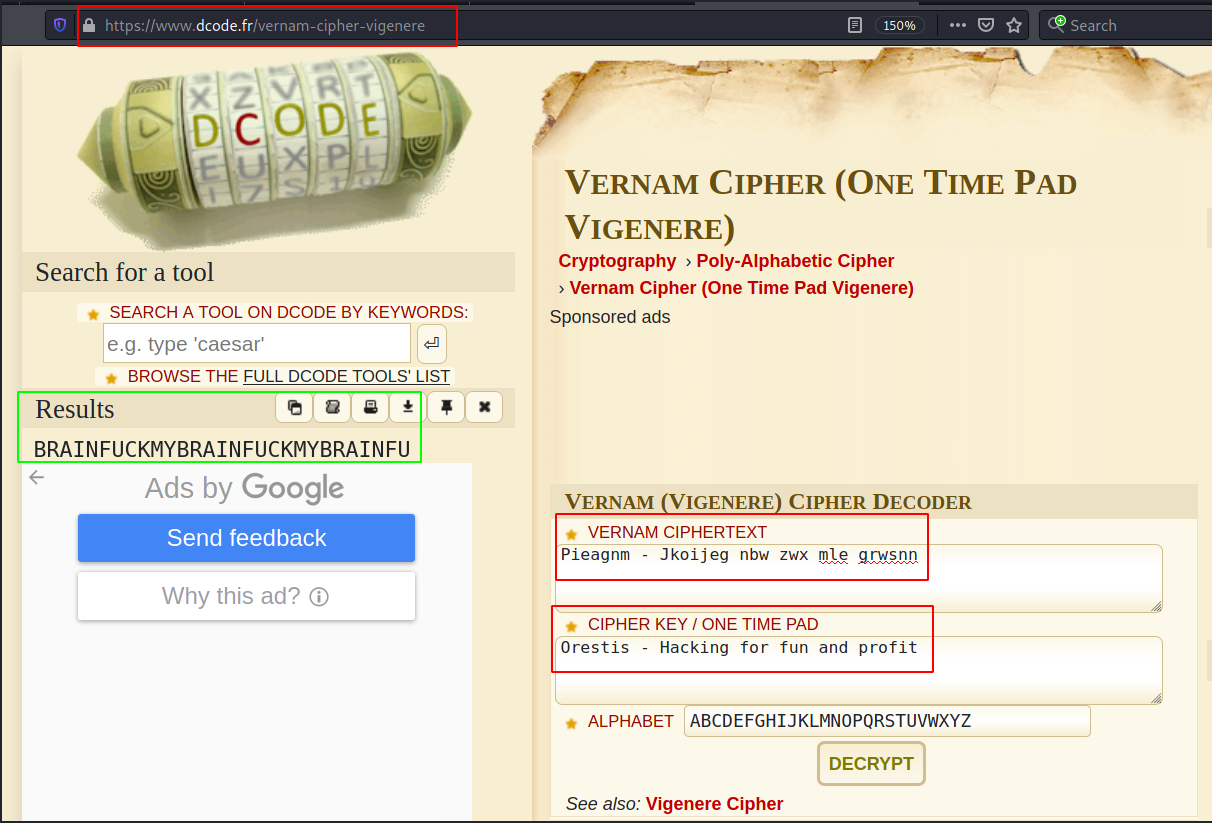 https://www.dcode.fr/vernam-cipher-vigenere
150%
Search
X Z V R T
D C O D E
E U X P L
Search for a tool
SEARCH A TOOL ON DCODE BY KEYWORDS:
e.g. type 'caesar'
BROWSE THE FULL DCODE TOOLS' LIST
Results
BRAINFUCKMYBRAINFUCKMYBRAINFU
Ads by Google
Send feedback
Why this ad?
VERNAM CIPHER (ONE TIME PAD
VIGENERE)
Cryptography › Poly-Alphabetic Cipher
› Vernam Cipher (One Time Pad Vigenere)
Sponsored ads
VERNAM (VIGENERE) CIPHER DECODER
VERNAM CIPHERTEXT
Pieagnm - Jkoijeg nbw zwx mle grwsnn
CIPHER KEY / ONE TIME PAD
Orestis - Hacking for fun and profit
ALPHABET ABCDEFGHIJKLMNOPQRSTUVWXYZ
DECRYPT
See also: Vigenere Cipher